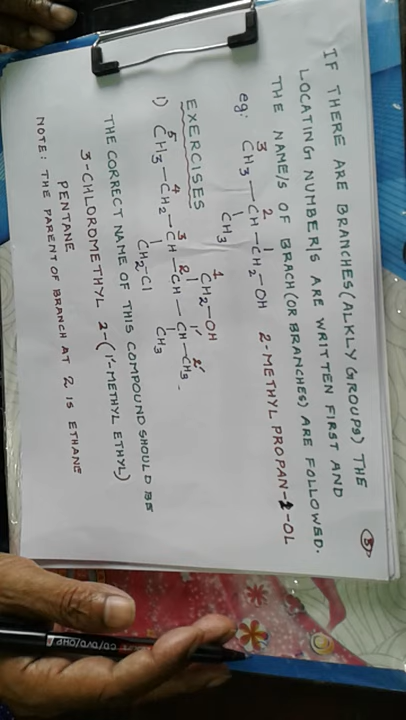 B
IF THERE ARE BRANCHES(ALKLY GROUPS) THE
LOCATING NUMBER|S ARE WRITTEN FIRST AND
THE NAME/S OF BRACH(OR BRANCHES) ARE FOLLOWED.
eg: 3 2
CH3—CH—CH2—OH 2-METHYL PROPAN-1-OL
CH3
EXERCISES
1 CH2—OH
1) 5 4 3 2 1' 2'
CH3—CH2—CH—CH—CH—CH3.
CH2-Cl CH3
THE CORRECT NAME OF THIS COMPOUND SHOULD BE
3-CHLOROMETHYL 2-(1'-METHYL ETHYL)
PENTANE
NOTE: THE PARENT OF BRANCH AT 2 IS ETHANE
CD/DVD/OHP